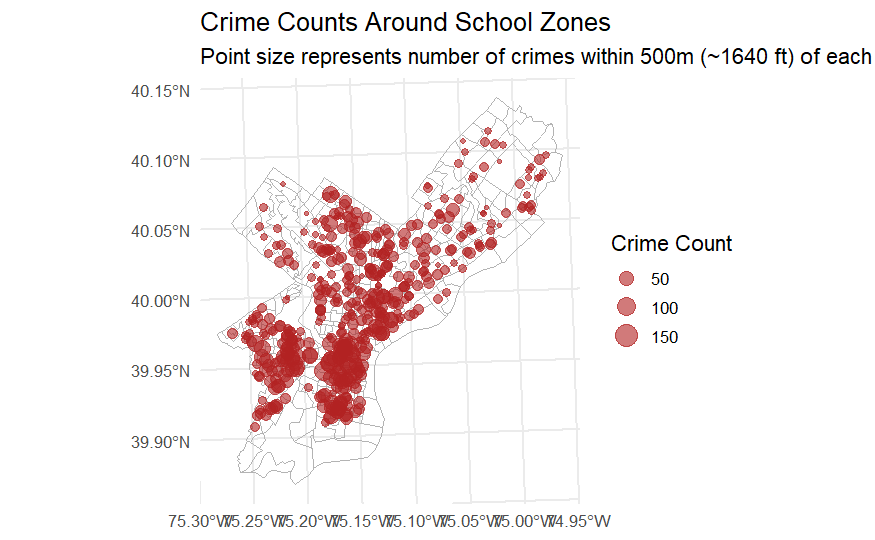 Crime Counts Around School Zones
Point size represents number of crimes within 500m (~1640 ft) of each
40.15°N
40.10°N
40.05°N
40.00°N
39.95°N
39.90°N
Crime Count
50
100
150
75.30°W 75.25°W 75.20°W 75.15°W 75.10°W 75.05°W 75.00°W 74.95°W